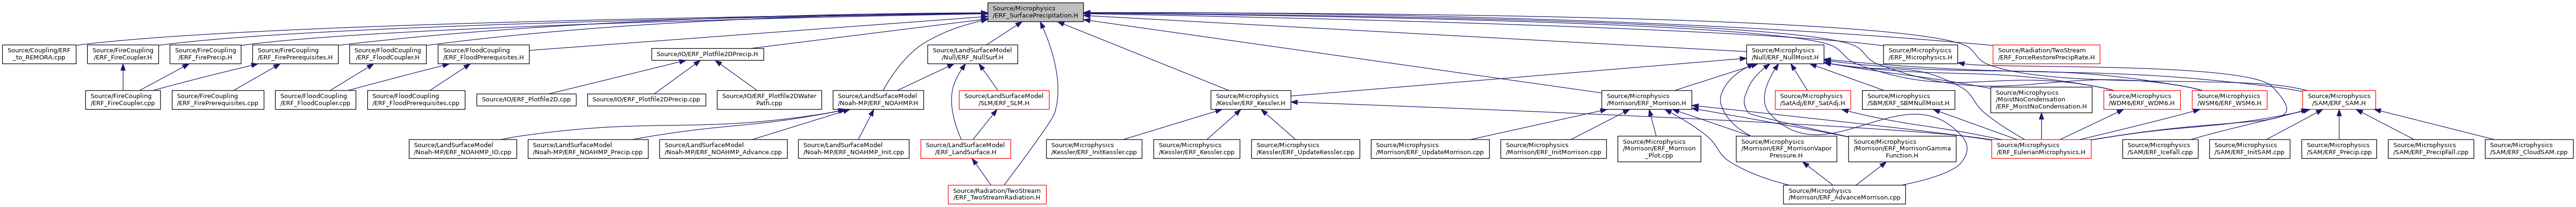 Source/Microphysics
/ERF_SurfacePrecipitation.H
Source/Coupling/ERF
_to_REMORA.cpp
Source/FireCoupling
/ERF_FireCoupler.H
Source/FireCoupling
/ERF_FirePrecip.H
Source/FireCoupling
/ERF_FirePrerequisites.H
Source/FloodCoupling
/ERF_FloodCoupler.H
Source/FloodCoupling
/ERF_FloodPrerequisites.H
Source/IO/ERF_Plotfile2DPrecip.H
Source/LandSurfaceModel
/Null/ERF_NullSurf.H
Source/Microphysics
/Null/ERF_NullMoist.H
Source/Microphysics
/ERF_Microphysics.H
Source/Radiation/TwoStream
/ERF_ForceRestorePrecipRate.H
Source/FireCoupling
/ERF_FireCoupler.cpp
Source/FireCoupling
/ERF_FirePrerequisites.cpp
Source/FloodCoupling
/ERF_FloodCoupler.cpp
Source/FloodCoupling
/ERF_FloodPrerequisites.cpp
Source/IO/ERF_Plotfile2D.cpp
Source/IO/ERF_Plotfile2DPrecip.cpp
Source/IO/ERF_Plotfile2DWater
Path.cpp
Source/LandSurfaceModel
/Noah-MP/ERF_NOAHMP.H
Source/LandSurfaceModel
/SLM/ERF_SLM.H
Source/Microphysics
/Kessler/ERF_Kessler.H
Source/Microphysics
/Morrison/ERF_Morrison.H
Source/Microphysics
/SatAdj/ERF_SatAdj.H
Source/Microphysics
/SBM/ERF_SBMNullMoist.H
Source/Microphysics
/MoistNoCondensation
/ERF_MoistNoCondensation.H
Source/Microphysics
/WDM6/ERF_WDM6.H
Source/Microphysics
/WSM6/ERF_WSM6.H
Source/Microphysics
/SAM/ERF_SAM.H
Source/LandSurfaceModel
/Noah-MP/ERF_NOAHMP_IO.cpp
Source/LandSurfaceModel
/Noah-MP/ERF_NOAHMP_Precip.cpp
Source/LandSurfaceModel
/Noah-MP/ERF_NOAHMP_Advance.cpp
Source/LandSurfaceModel
/Noah-MP/ERF_NOAHMP_Init.cpp
Source/LandSurfaceModel
/ERF_LandSurface.H
Source/Microphysics
/Kessler/ERF_InitKessler.cpp
Source/Microphysics
/Kessler/ERF_Kessler.cpp
Source/Microphysics
/Kessler/ERF_UpdateKessler.cpp
Source/Microphysics
/Morrison/ERF_UpdateMorrison.cpp
Source/Microphysics
/Morrison/ERF_InitMorrison.cpp
Source/Microphysics
/Morrison/ERF_Morrison
_Plot.cpp
Source/Microphysics
/Morrison/ERF_MorrisonVapor
Pressure.H
Source/Microphysics
/Morrison/ERF_MorrisonGamma
Function.H
Source/Microphysics
/ERF_EulerianMicrophysics.H
Source/Microphysics
/SAM/ERF_IceFall.cpp
Source/Microphysics
/SAM/ERF_InitSAM.cpp
Source/Microphysics
/SAM/ERF_Precip.cpp
Source/Microphysics
/SAM/ERF_PrecipFall.cpp
Source/Microphysics
/SAM/ERF_CloudSAM.cpp
Source/Radiation/TwoStream
/ERF_TwoStreamRadiation.H
Source/Microphysics
/Morrison/ERF_AdvanceMorrison.cpp